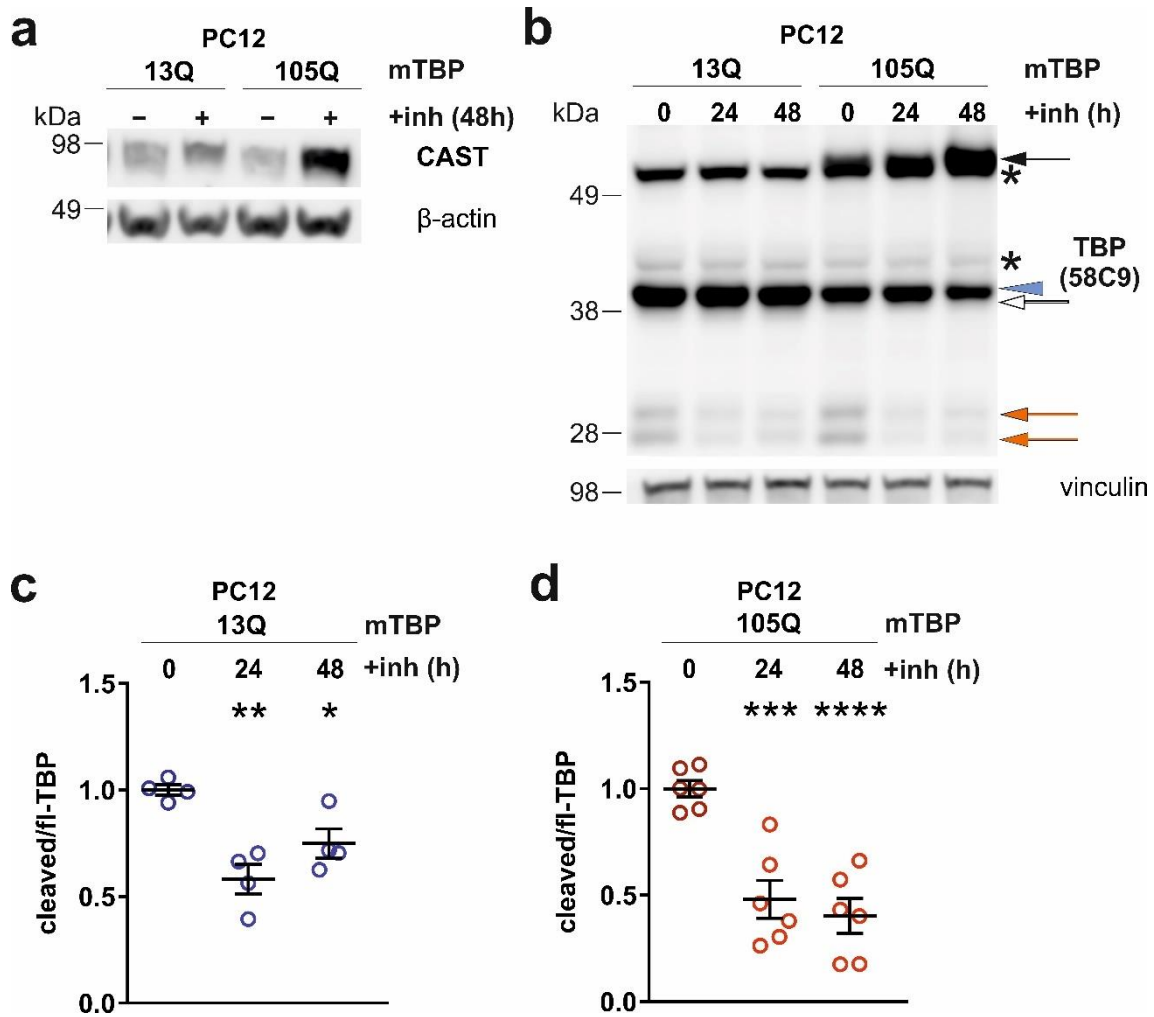 a
PC12
13Q 105Q mTBP
kDa – + – + +inh (48h)
98 CAST
49 β-actin
b
PC12
13Q 105Q mTBP
kDa 0 24 48 0 24 48 +inh (h)
*
49
* TBP
(58C9)
38
28
98 vinculin
c
PC12
13Q mTBP
0 24 48 +inh (h)
1.5
** *
1.0
0.5
0.0
cleaved/fl-TBP
d
PC12
105Q mTBP
0 24 48 +inh (h)
1.5
*** ****
1.0
0.5
0.0
cleaved/fl-TBP